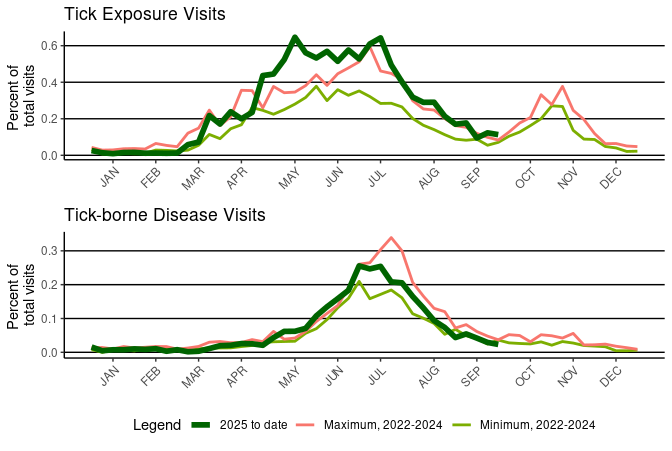 Tick Exposure Visits
Percent of
total visits
0.6
0.4
0.2
0.0
JAN FEB MAR APR MAY JUN JUL AUG SEP OCT NOV DEC
Tick-borne Disease Visits
Percent of
total visits
0.3
0.2
0.1
0.0
JAN FEB MAR APR MAY JUN JUL AUG SEP OCT NOV DEC
Legend 2025 to date Maximum, 2022-2024 Minimum, 2022-2024